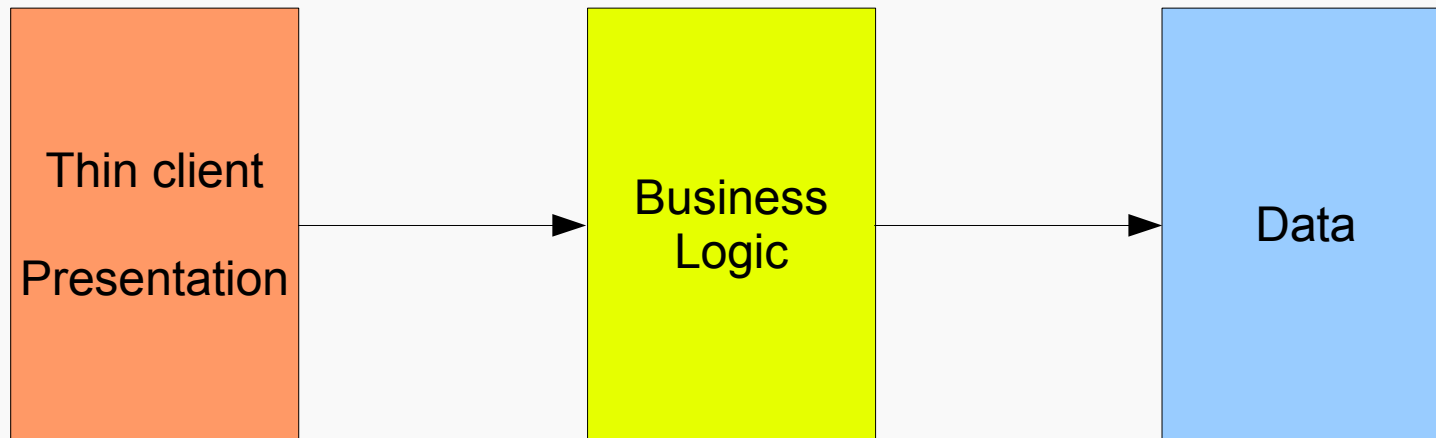 Thin client
Presentation
Business
Logic
Data